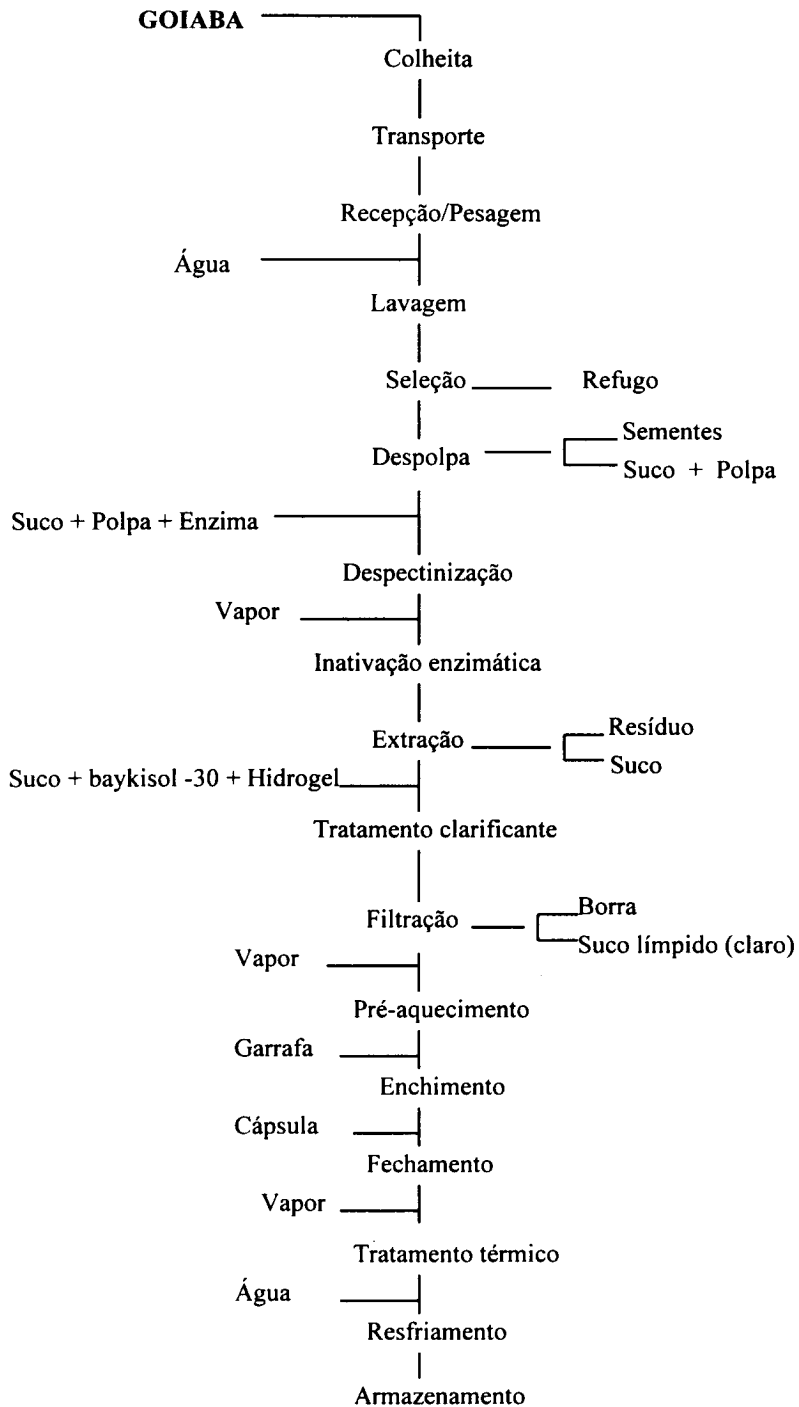 GOIABA
Colheita
Transporte
Recepção/Pesagem
Água
Lavagem
Seleção
Refugo
Despolpa
Sementes
Suco + Polpa
Suco + Polpa + Enzima
Despectinização
Vapor
Inativação enzimática
Extração
Resíduo
Suco
Suco + baykisol -30 + Hidrogel
Tratamento clarificante
Filtração
Borra
Suco límpido (claro)
Vapor
Pré-aquecimento
Garrafa
Enchimento
Cápsula
Fechamento
Vapor
Tratamento térmico
Água
Resfriamento
Armazenamento